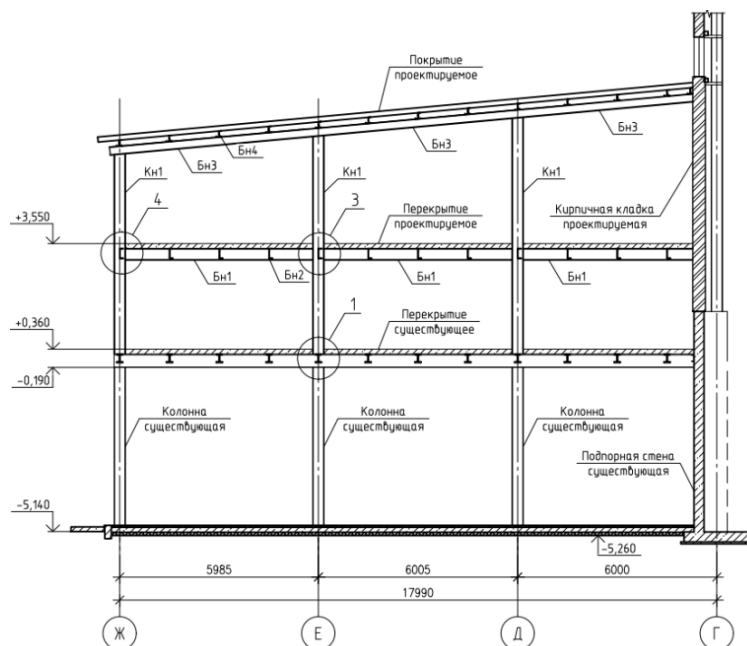 Покрытие
проектируемое
Бн3
Бн4
Бн3
Бн3
Кн1
Кн1
Кн1
4
3
+3,550
Перекрытие
проектируемое
Кирпичная кладка
проектируемая
Бн1
Бн2
Бн1
Бн1
1
+0,360
Перекрытие
существующее
-0,190
Колонна
существующая
Колонна
существующая
Колонна
существующая
Подпорная стена
существующая
-5,140
-5,260
5985
6005
6000
17990
Ж
Е
Д
Г